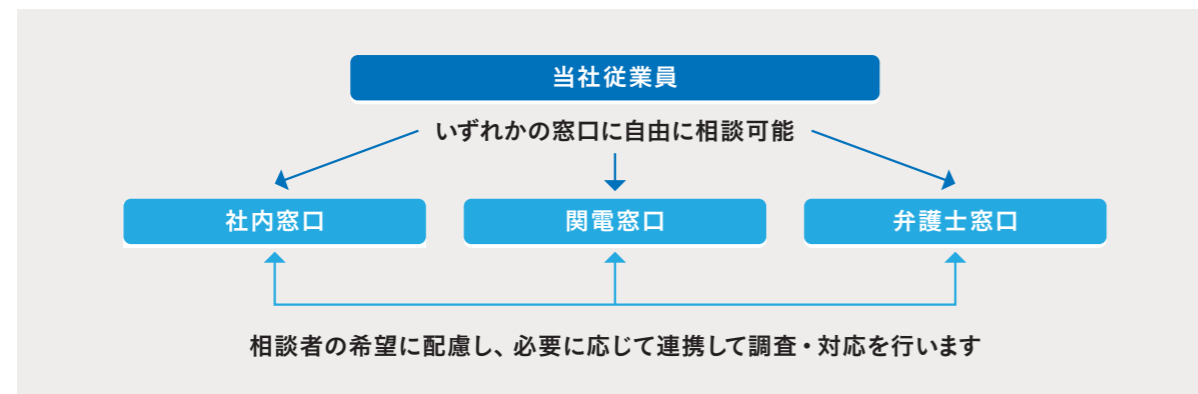 当社従業員
いずれかの窓口に自由に相談可能
社内窓口
関電窓口
弁護士窓口
相談者の希望に配慮し、必要に応じて連携して調査・対応を行います